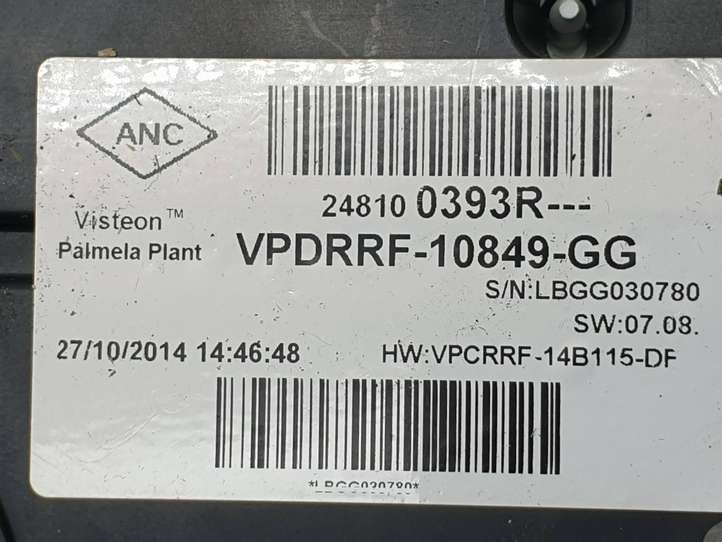 ANC
24810 0393R---
Visteon™
Palmela Plant
VPDRRF-10849-GG
S/N:LBGG030780
SW:07.08.
27/10/2014 14:46:48
HW:VPCRRF-14B115-DF
*LBGG030780*